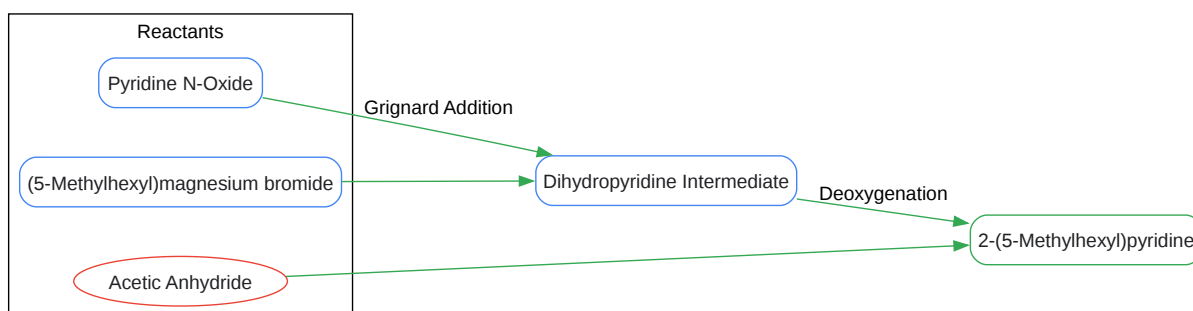 Reactants
Pyridine N-Oxide
Grignard Addition
(5-Methylhexyl)magnesium bromide
Dihydropyridine Intermediate
Deoxygenation
2-(5-Methylhexyl)pyridine
Acetic Anhydride